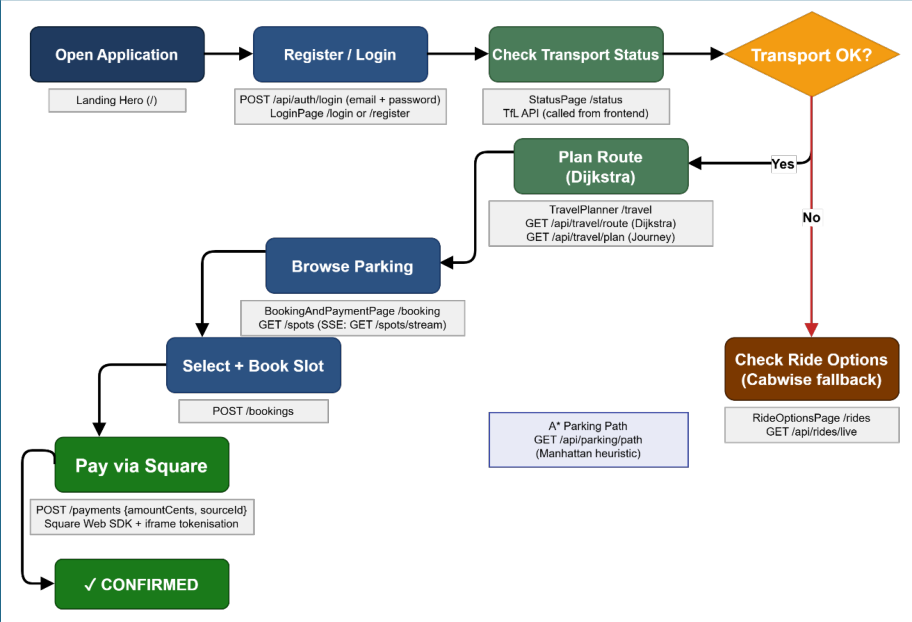 Open Application
Register / Login
Check Transport Status
Transport OK?
Landing Hero (/)
POST /api/auth/login (email + password)
LoginPage /login or /register
StatusPage /status
TfL API (called from frontend)
Plan Route
(Dijkstra)
Yes
TravelPlanner /travel
GET /api/travel/route (Dijkstra)
GET /api/travel/plan (Journey)
No
Browse Parking
BookingAndPaymentPage /booking
GET /spots (SSE: GET /spots/stream)
Select + Book Slot
POST /bookings
Check Ride Options
(Cabwise fallback)
RideOptionsPage /rides
GET /api/rides/live
A* Parking Path
GET /api/parking/path
(Manhattan heuristic)
Pay via Square
POST /payments {amountCents, sourceId}
Square Web SDK + iframe tokenisation
✓ CONFIRMED